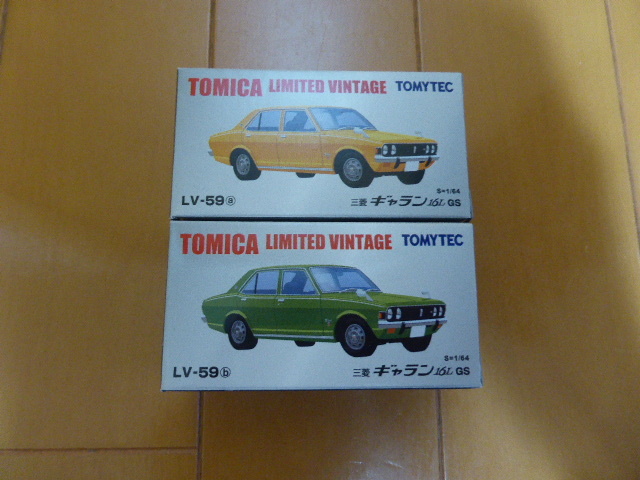 TOMICA LIMITED VINTAGE TOMYTEC
S=1/64
LV-59ⓐ 三菱 ギャラン16L GS
TOMICA LIMITED VINTAGE TOMYTEC
S=1/64
LV-59ⓑ 三菱 ギャラン16L GS